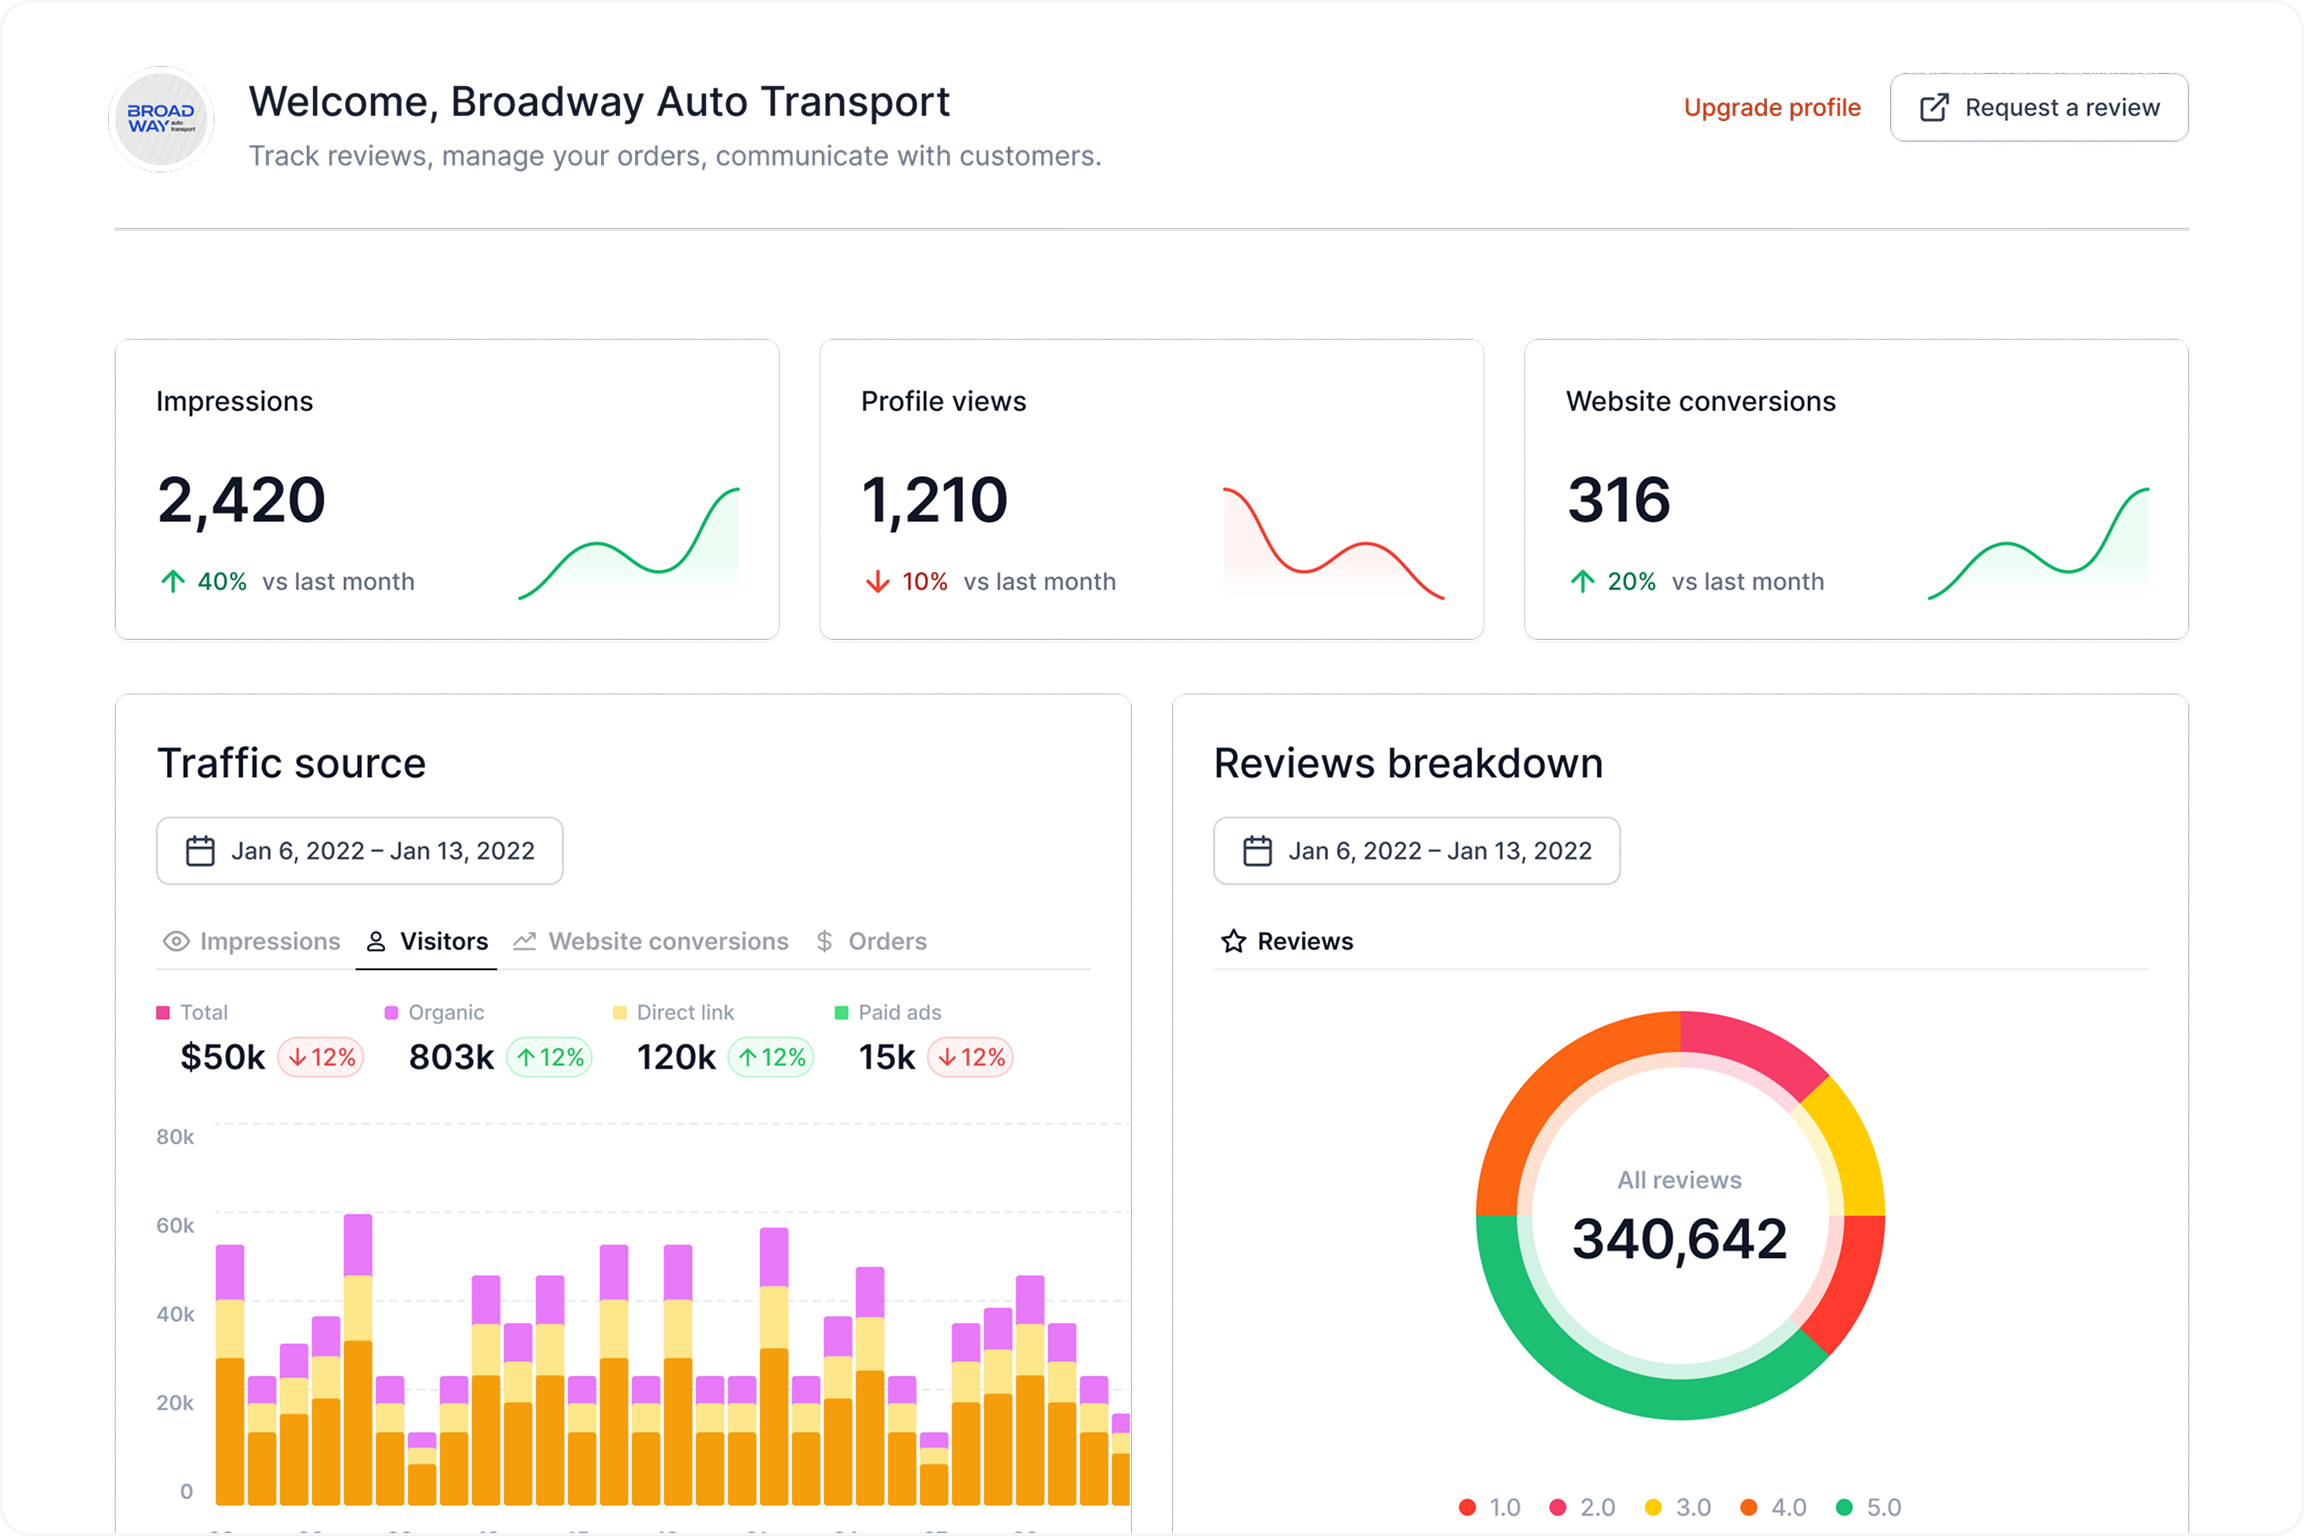 BROAD
WAY auto transport
Welcome, Broadway Auto Transport
Track reviews, manage your orders, communicate with customers.
Upgrade profile
Request a review
Impressions
2,420
40% vs last month
Profile views
1,210
10% vs last month
Website conversions
316
20% vs last month
Traffic source
Jan 6, 2022 – Jan 13, 2022
Impressions Visitors Website conversions $ Orders
Total Organic Direct link Paid ads
$50k 12% 803k 12% 120k 12% 15k 12%
80k
60k
40k
20k
0
Reviews breakdown
Jan 6, 2022 – Jan 13, 2022
Reviews
All reviews
340,642
1.0 2.0 3.0 4.0 5.0